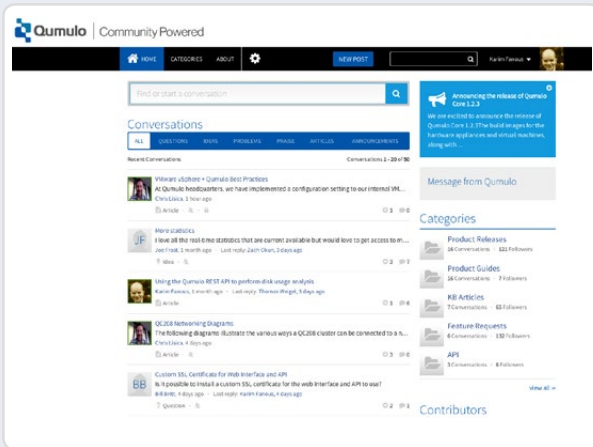 Qumulo Community Powered
HOME CATEGORIES ABOUT NEW POST Karim Fanous
Find or start a conversation
Conversations
ALL QUESTIONS IDEAS PROBLEMS PRAISE ARTICLES ANNOUNCEMENTS
Recent Conversations Conversations 1 - 20 of 50
VMware vSphere + Qumulo Best Practices
At Qumulo headquarters, we have implemented a configuration setting to our internal VM,...
Chris Lisica, 1 hour ago
Article
JF
More statistics
I love all the real-time statistics that are current available but would love to get access to m...
Joe Frost, 1 month ago - Last reply: Zach Ohan, 3 days ago
Idea
Using the Qumulo REST API to perform disk usage analysis
Karim Fanous, 1 month ago - Last reply: Thomas Weigel, 3 days ago
Article
QC208 Networking Diagrams
The following diagrams illustrate the various ways a QC208 cluster can be connected to a n...
Chris Lisica, 4 days ago
Article
BB
Custom SSL Certificate for Web Interface and API
Is it possible to install a custom SSL certificate for the web interface and API to use?
Bill Britt, 4 days ago - Last reply: Karim Fanous, 4 days ago
Question
Announcing the release of Qumulo
Core 1.2.3
We are excited to announce the release of
Qumulo Core 1.2.3 The build images for the
hardware appliances and virtual machines,
along with ...
Message from Qumulo
Categories
Product Releases
16 Conversations - 121 Followers
Product Guides
16 Conversations - 7 Followers
KB Articles
7 Conversations - 63 Followers
Feature Requests
6 Conversations - 132 Followers
API
3 Conversations - 6 Followers
View All
Contributors